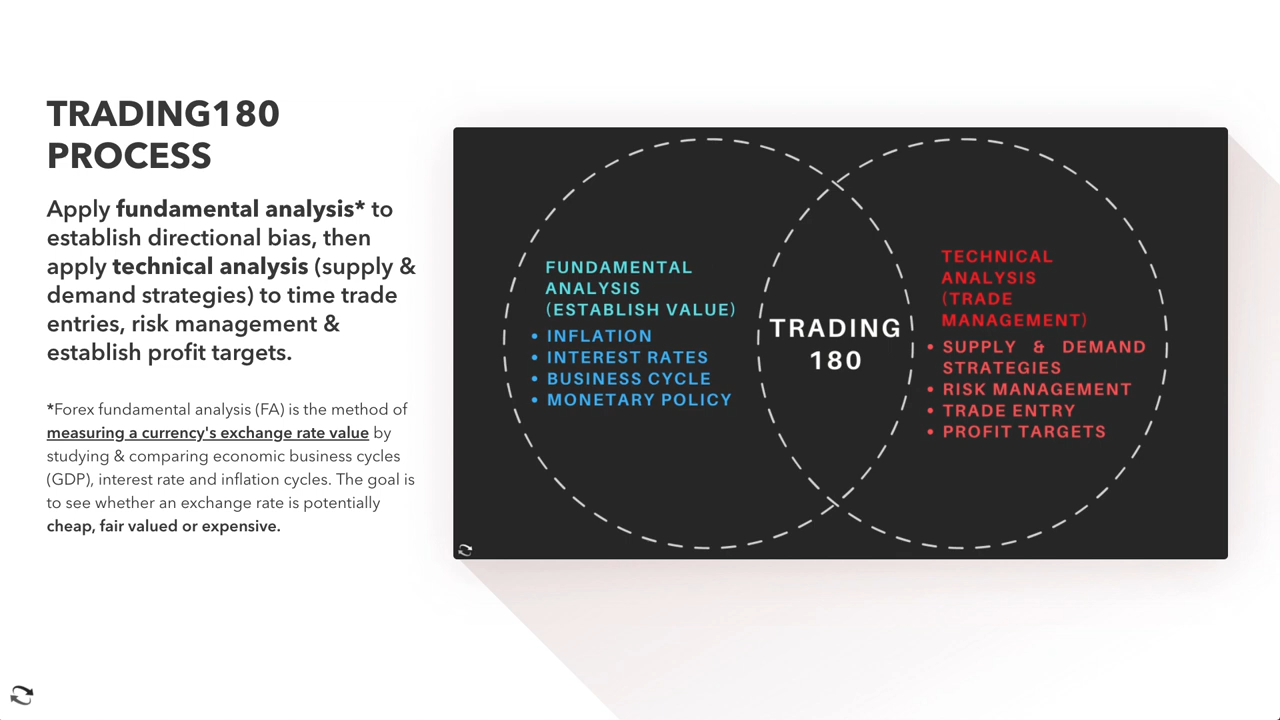 TRADING180
PROCESS
Apply fundamental analysis* to
establish directional bias, then
apply technical analysis (supply &
demand strategies) to time trade
entries, risk management &
establish profit targets.
*Forex fundamental analysis (FA) is the method of
measuring a currency's exchange rate value by
studying & comparing economic business cycles
(GDP), interest rate and inflation cycles. The goal is
to see whether an exchange rate is potentially
cheap, fair valued or expensive.
FUNDAMENTAL
ANALYSIS
(ESTABLISH VALUE)
• INFLATION
• INTEREST RATES
• BUSINESS CYCLE
• MONETARY POLICY
TRADING
180
TECHNICAL
ANALYSIS
(TRADE
MANAGEMENT)
• SUPPLY & DEMAND
STRATEGIES
• RISK MANAGEMENT
• TRADE ENTRY
• PROFIT TARGETS